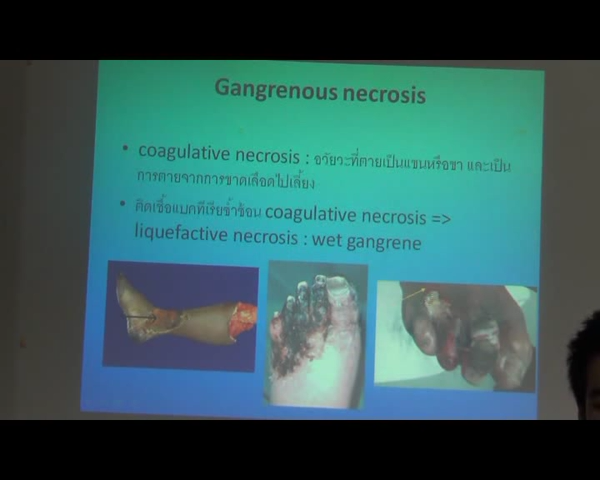 Gangrenous necrosis
• coagulative necrosis : อวัยวะที่ตายเป็นแขนหรือขา และเป็น
การตายจากการขาดเลือดไปเลี้ยง
• ติดเชื้อแบคทีเรียซ้ำซ้อน coagulative necrosis =>
liquefactive necrosis : wet gangrene